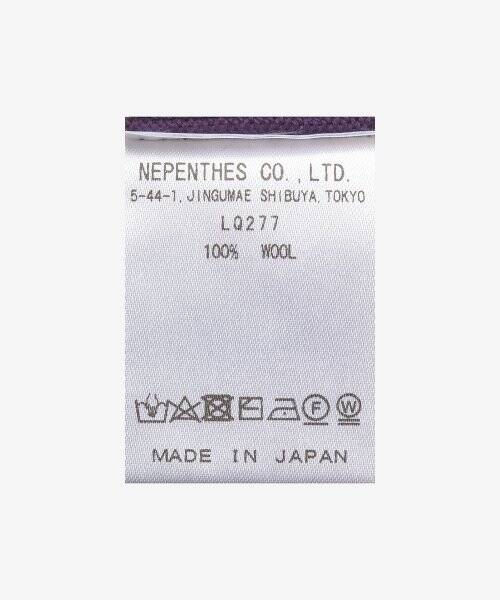 NEPENTHES CO.,LTD.
5-44-1, JINGUMAE SHIBUYA, TOKYO
LQ277
100% WOOL
F W
MADE IN JAPAN